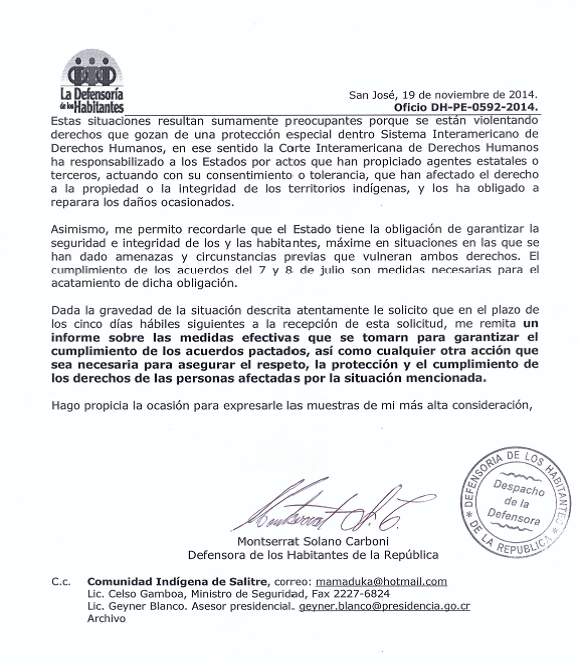 La Defensoría
de los Habitantes
San José, 19 de noviembre de 2014.
Oficio DH-PE-0592-2014.
Estas situaciones resultan sumamente preocupantes porque se están violentando
derechos que gozan de una protección especial dentro Sistema Interamericano de
Derechos Humanos, en ese sentido la Corte Interamericana de Derechos Humanos
ha responsabilizado a los Estados por actos que han propiciado agentes estatales o
terceros, actuando con su consentimiento o tolerancia, que han afectado el derecho
a la propiedad o la integridad de los territorios indígenas, y los ha obligado a
reparara los daños ocasionados.
Asimismo, me permito recordarle que el Estado tiene la obligación de garantizar la
seguridad e integridad de los y las habitantes, máxime en situaciones en las que se
han dado amenazas y circunstancias previas que vulneran ambos derechos. El
cumplimiento de los acuerdos del 7 y 8 de julio son medidas necesarias para el
acatamiento de dicha obligación.
Dada la gravedad de la situación descrita atentamente le solicito que en el plazo de
los cinco días hábiles siguientes a la recepción de esta solicitud, me remita un
informe sobre las medidas efectivas que se tomarn para garantizar el
cumplimiento de los acuerdos pactados, así como cualquier otra acción que
sea necesaria para asegurar el respeto, la protección y el cumplimiento de
los derechos de las personas afectadas por la situación mencionada.
Hago propicia la ocasión para expresarle las muestras de mi más alta consideración,
Montserrat S. C.
DEFENSORIA DE LOS HABITANTES
Despacho
de la
Defensora
* DE LA REPUBLICA *
Montserrat Solano Carboni
Defensora de los Habitantes de la República
C.c. Comunidad Indígena de Salitre, correo: mamaduka@hotmail.com
Lic. Celso Gamboa, Ministro de Seguridad, Fax 2227-6824
Lic. Geyner Blanco. Asesor presidencial. geyner.blanco@presidencia.go.cr
Archivo